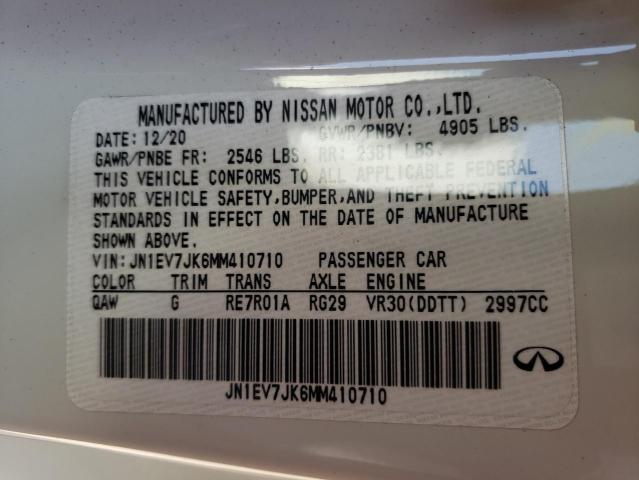 MANUFACTURED BY NISSAN MOTOR CO.,LTD.
DATE: 12/20 GVWR/PNBV: 4905 LBS.
GAWR/PNBE FR: 2546 LBS. RR: 2381 LBS.
THIS VEHICLE CONFORMS TO ALL APPLICABLE FEDERAL
MOTOR VEHICLE SAFETY,BUMPER,AND THEFT PREVENTION
STANDARDS IN EFFECT ON THE DATE OF MANUFACTURE
SHOWN ABOVE.
VIN:JN1EV7JK6MM410710 PASSENGER CAR
COLOR TRIM TRANS AXLE ENGINE
QAW G RE7R01A RG29 VR30(DDTT) 2997CC
JN1EV7JK6MM410710